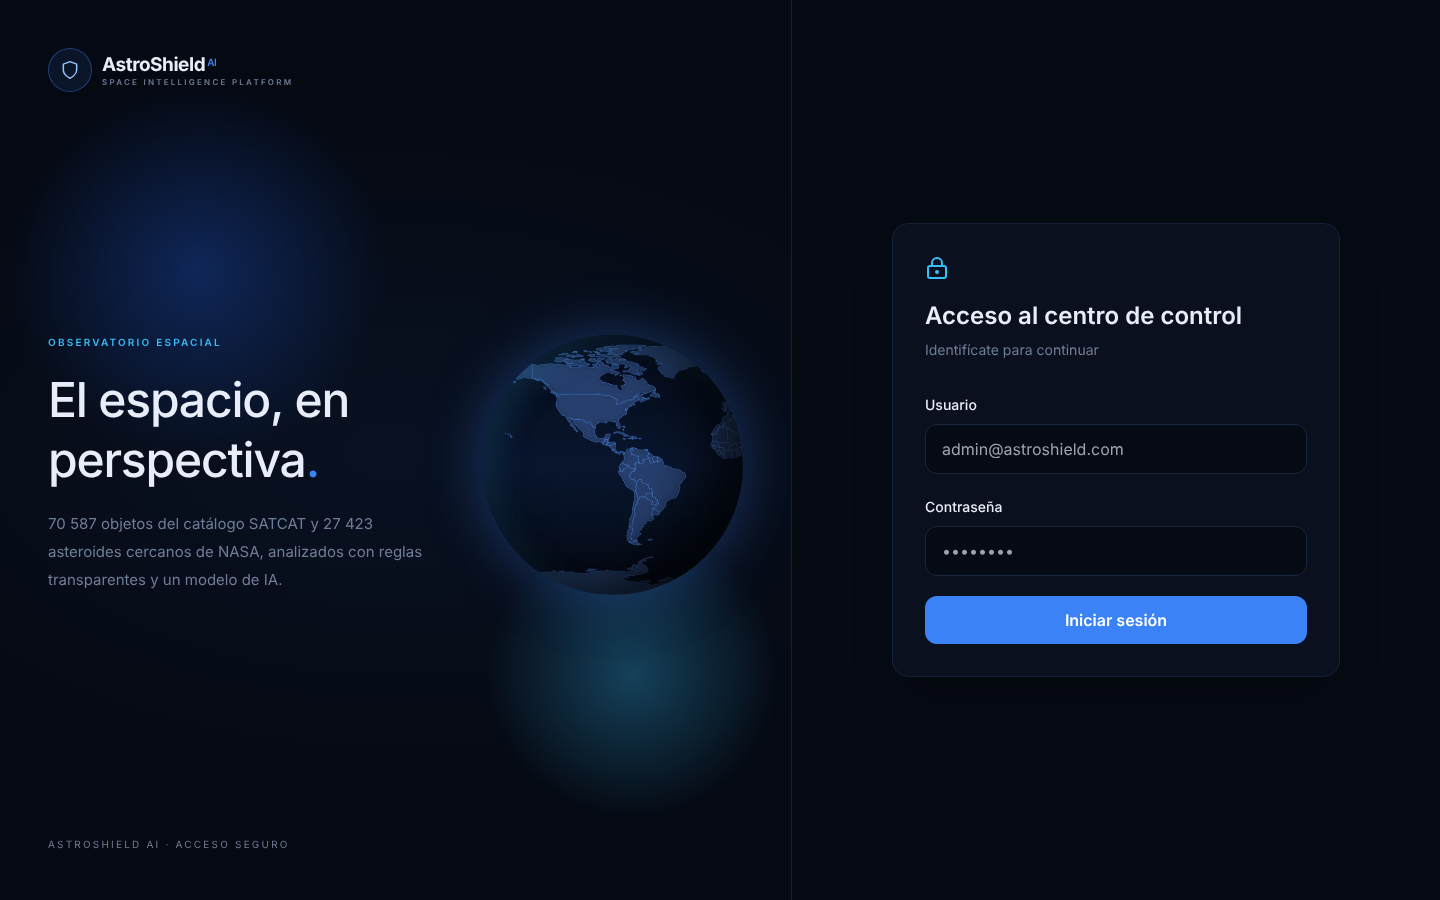 AstroShield AI
SPACE INTELLIGENCE PLATFORM
OBSERVATORIO ESPACIAL
El espacio, en
perspectiva.
70 587 objetos del catálogo SATCAT y 27 423
asteroides cercanos de NASA, analizados con reglas
transparentes y un modelo de IA.
ASTROSHIELD AI · ACCESO SEGURO
Acceso al centro de control
Identifícate para continuar
Usuario
admin@astroshield.com
Contraseña
••••••••
Iniciar sesión